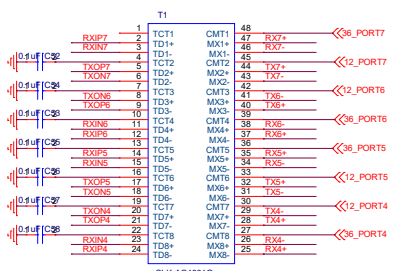 T1
1 TCT1 CMT1 48 36_PORT7
RXIP7 2 TD1+ MX1+ 47 RX7+
RXIN7 3 TD1- MX1- 46 RX7-
0.1uF C52 4 TCT2 CMT2 45 12_PORT7
TXOP7 5 TD2+ MX2+ 44 TX7+
TXON7 6 TD2- MX2- 43 TX7-
0.1uF C54 7 TCT3 CMT3 42 12_PORT6
TXON6 8 TD3+ MX3+ 41 TX6-
TXOP6 9 TD3- MX3- 40 TX6+
0.1uF C53 10 TCT4 CMT4 39 36_PORT6
RXIN6 11 TD4+ MX4+ 38 RX6-
RXIP6 12 TD4- MX4- 37 RX6+
0.1uF C55 13 TCT5 CMT5 36 36_PORT5
RXIP5 14 TD5+ MX5+ 35 RX5+
RXIN5 15 TD5- MX5- 34 RX5-
0.1uF C56 16 TCT6 CMT6 33 12_PORT5
TXOP5 17 TD6+ MX6+ 32 TX5+
TXON5 18 TD6- MX6- 31 TX5-
0.1uF C57 19 TCT7 CMT7 30 12_PORT4
TXON4 20 TD7+ MX7+ 29 TX4-
TXOP4 21 TD7- MX7- 28 TX4+
0.1uF C58 22 TCT8 CMT8 27 36_PORT4
RXIN4 23 TD8+ MX8+ 26 RX4-
RXIP4 24 TD8- MX8- 25 RX4+